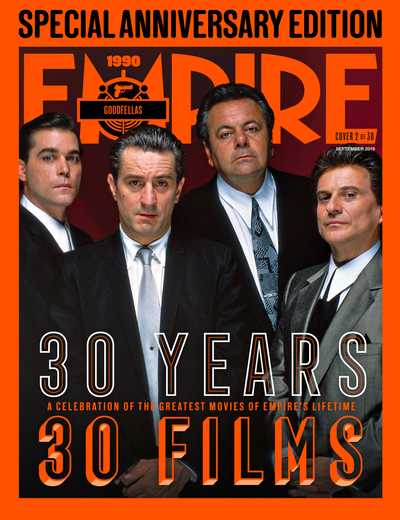 SPECIAL ANNIVERSARY EDITION
1990
EMPIRE
GOODFELLAS
COVER 2 OF 30
SEPTEMBER 2019
30 YEARS
A CELEBRATION OF THE GREATEST MOVIES OF EMPIRE'S LIFETIME
30 FILMS